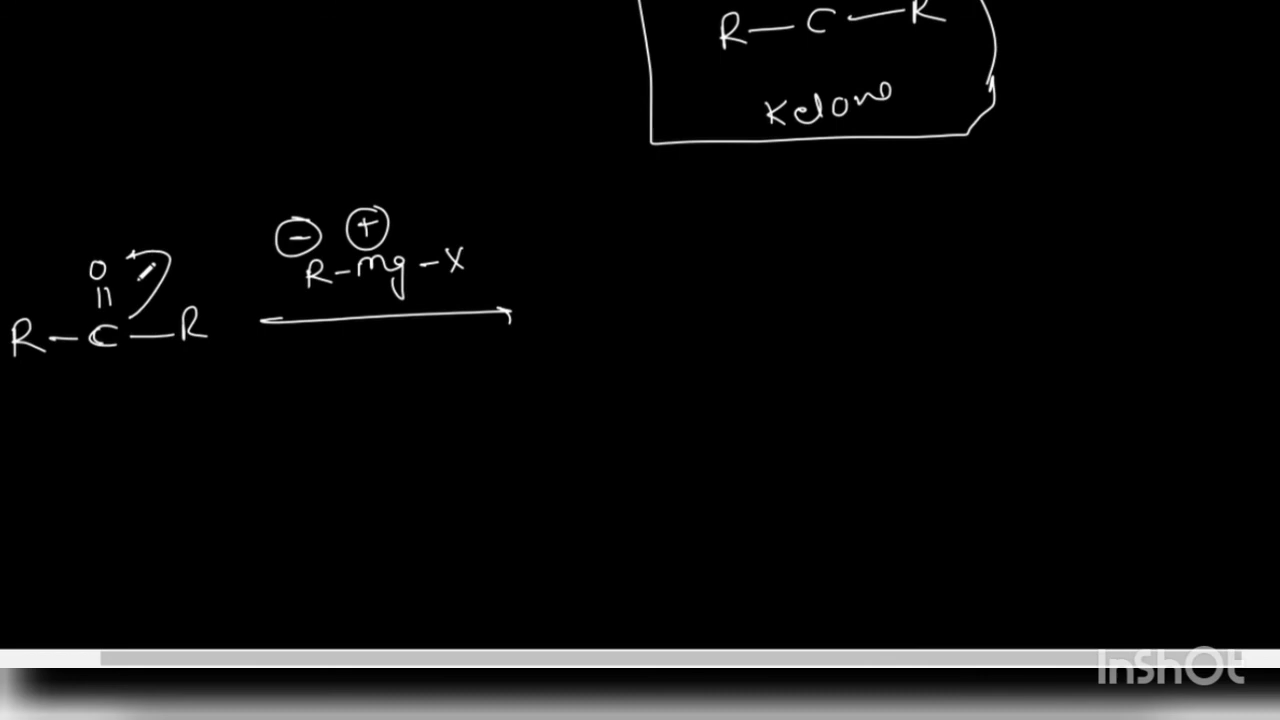 R—C—R
Ketone
⊖ ⊕
R-Mg-X
O
||
R-C-R
InShOt